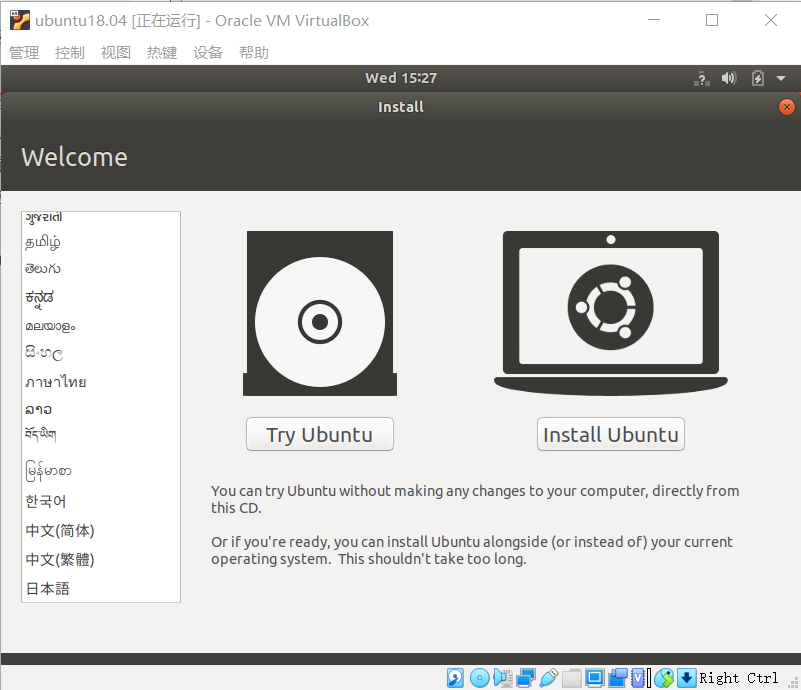 ubuntu18.04 [正在运行] - Oracle VM VirtualBox
管理 控制 视图 热键 设备 帮助
Wed 15:27
Install
Welcome
ગુજરાતી
தமிழ்
తెలుగు
ಕನ್ನಡ
മലയാളം
සිංහල
ภาษาไทย
ລາວ
བོད་ཡིག
မြန်မာစာ
한국어
中文(简体)
中文(繁體)
日本語
Try Ubuntu
Install Ubuntu
You can try Ubuntu without making any changes to your computer, directly from
this CD.
Or if you're ready, you can install Ubuntu alongside (or instead of) your current
operating system. This shouldn't take too long.
Right Ctrl